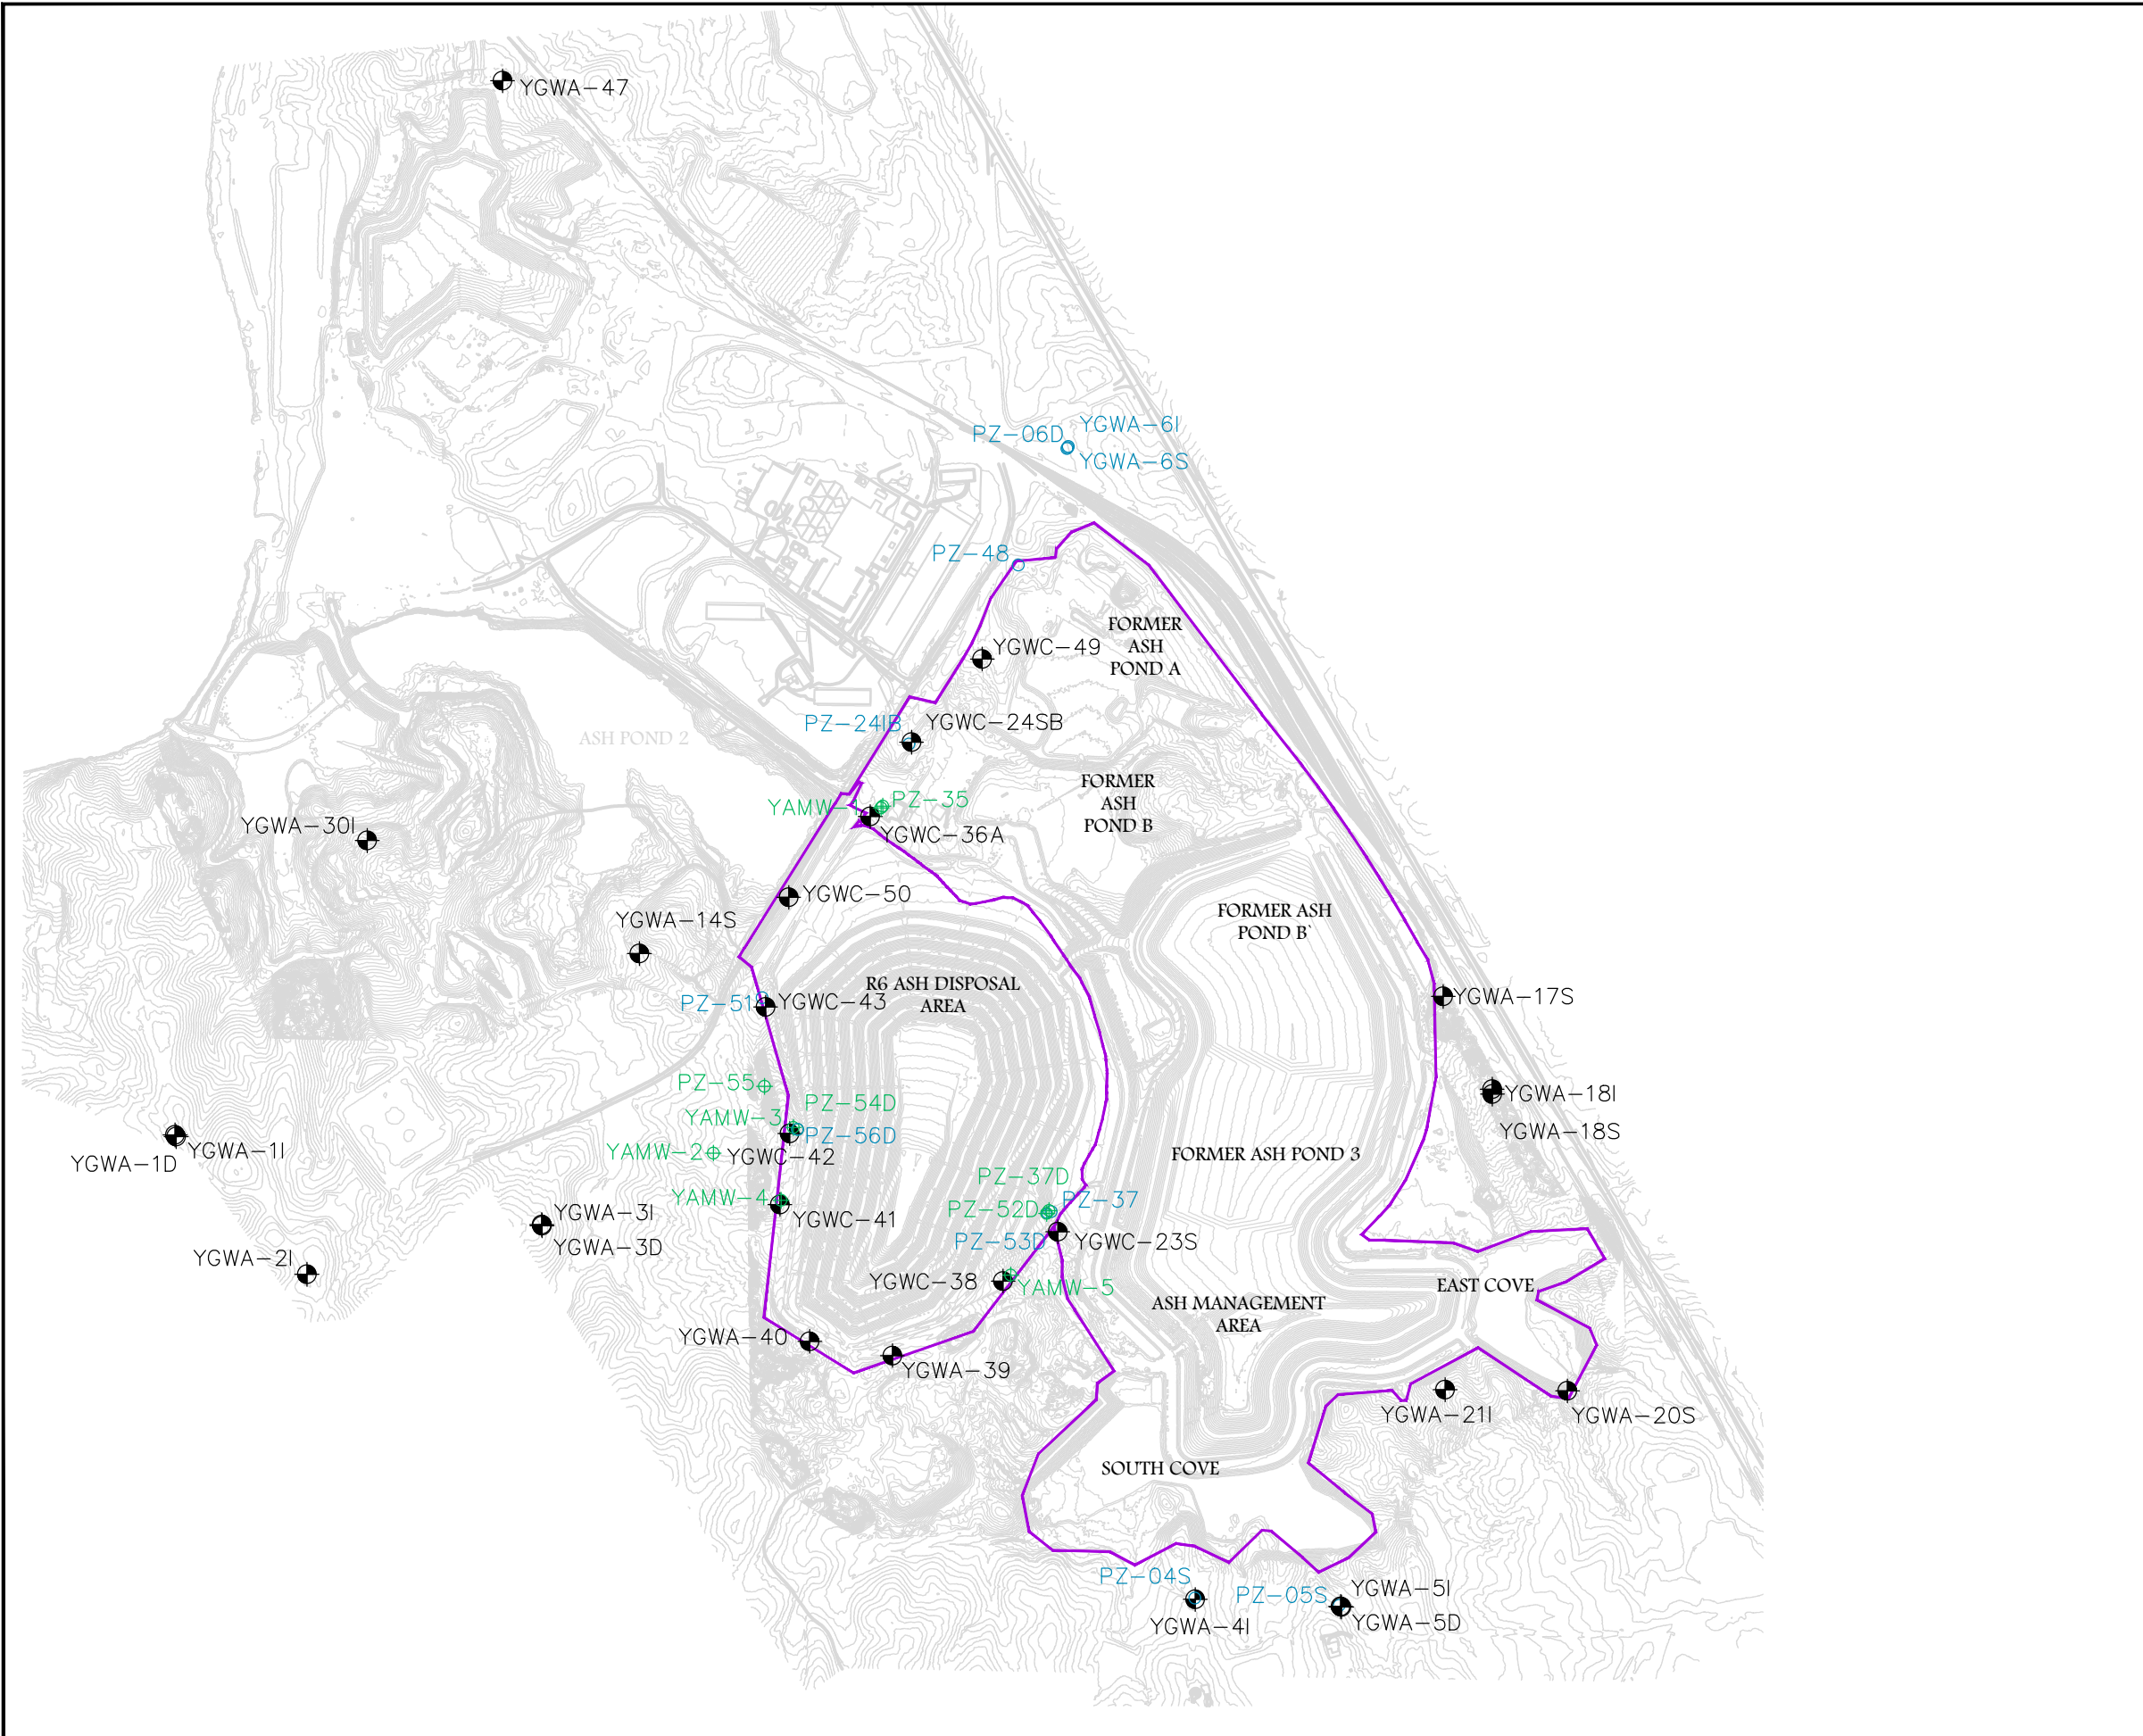 YGWA-47
YGWA-6I
PZ-06D
YGWA-6S
PZ-48
FORMER
ASH
POND A
YGWC-49
PZ-24IB
YGWC-24SB
ASH POND 2
FORMER
ASH
POND B
YAMW-1
PZ-35
YGWC-36A
YGWA-30I
YGWC-50
YGWA-14S
FORMER ASH
POND B`
R6 ASH DISPOSAL
AREA
PZ-51
YGWC-43
YGWA-17S
PZ-55
PZ-54D
YAMW-3
PZ-56D
YGWA-18I
YGWA-18S
YAMW-2
YGWC-42
YGWA-1I
YGWA-1D
FORMER ASH POND 3
PZ-37D
YAMW-4
PZ-37
PZ-52D
YGWC-41
YGWA-3I
YGWA-3D
PZ-53D
YGWC-23S
YGWA-2I
YGWC-38
YAMW-5
EAST COVE
ASH MANAGEMENT
AREA
YGWA-40
YGWA-39
YGWA-21I
YGWA-20S
SOUTH COVE
PZ-04S
YGWA-4I
PZ-05S
YGWA-5I
YGWA-5D